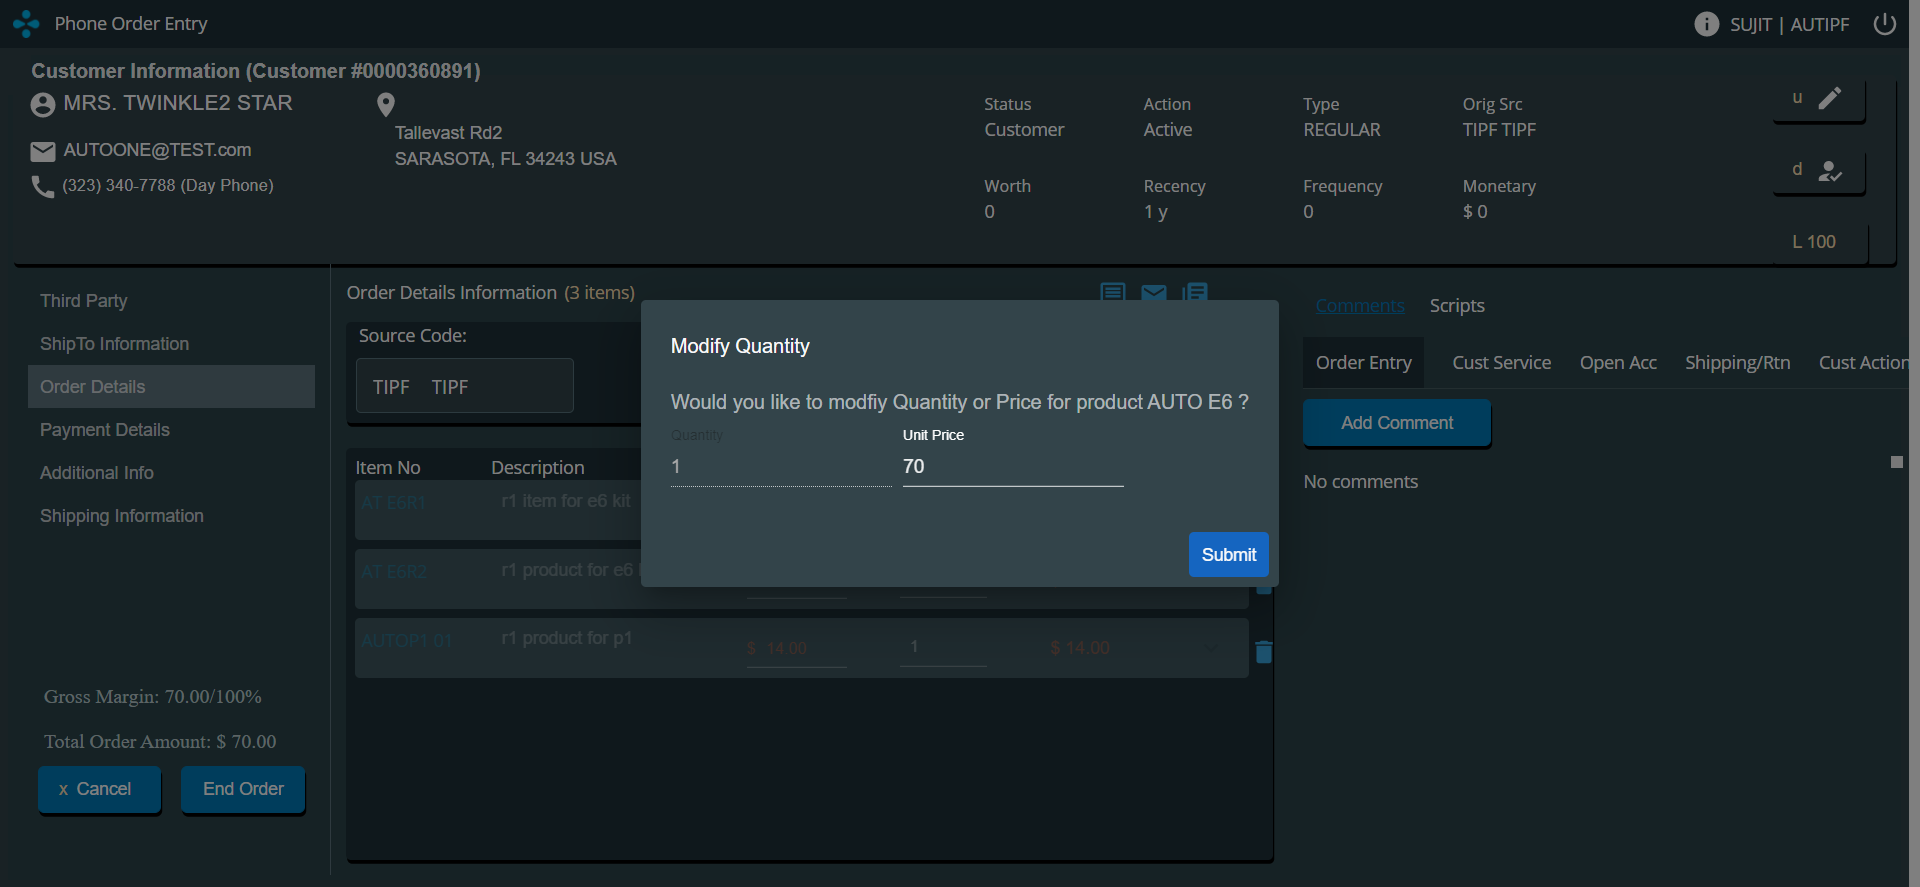 Phone Order Entry
SUJIT | AUTIPF
Customer Information (Customer #0000360891)
MRS. TWINKLE2 STAR
AUTOONE@TEST.com
(323) 340-7788 (Day Phone)
Tallevast Rd2
SARASOTA, FL 34243 USA
Status
Customer
Action
Active
Type
REGULAR
Orig Src
TIPF TIPF
Worth
0
Recency
1 y
Frequency
0
Monetary
$ 0
u
d
L 100
Third Party
ShipTo Information
Order Details
Payment Details
Additional Info
Shipping Information
Gross Margin: 70.00/100%
Total Order Amount: $ 70.00
x Cancel
End Order
Order Details Information (3 items)
Source Code:
TIPF TIPF
Item No Description
AT E6R1 r1 item for e6 kit
AT E6R2 r1 product for e6
AUTOP1 01 r1 product for p1 $ 14.00 1 $ 14.00
Modify Quantity
Would you like to modfiy Quantity or Price for product AUTO E6 ?
Quantity
1
Unit Price
70
Submit
Comments Scripts
Order Entry Cust Service Open Acc Shipping/Rtn Cust Action
Add Comment
No comments